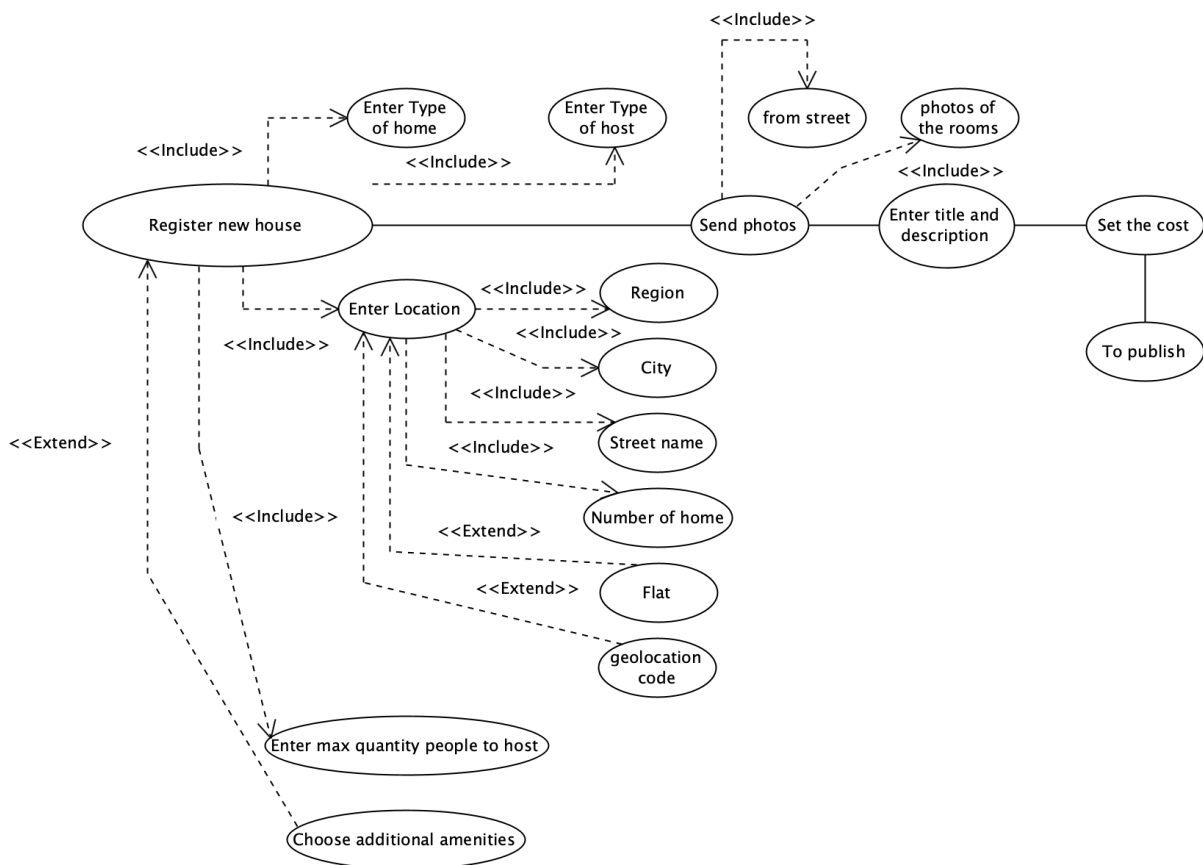 <<Include>>
Enter Type
of home
Enter Type
of host
from street
photos of
the rooms
<<Include>>
<<Include>>
<<Include>>
Register new house
Send photos
Enter title and
description
Set the cost
Enter Location
<<Include>>
Region
<<Include>>
<<Include>>
To publish
City
<<Include>>
<<Extend>>
Street name
<<Include>>
<<Include>>
Number of home
<<Extend>>
<<Extend>>
Flat
geolocation
code
Enter max quantity people to host
Choose additional amenities